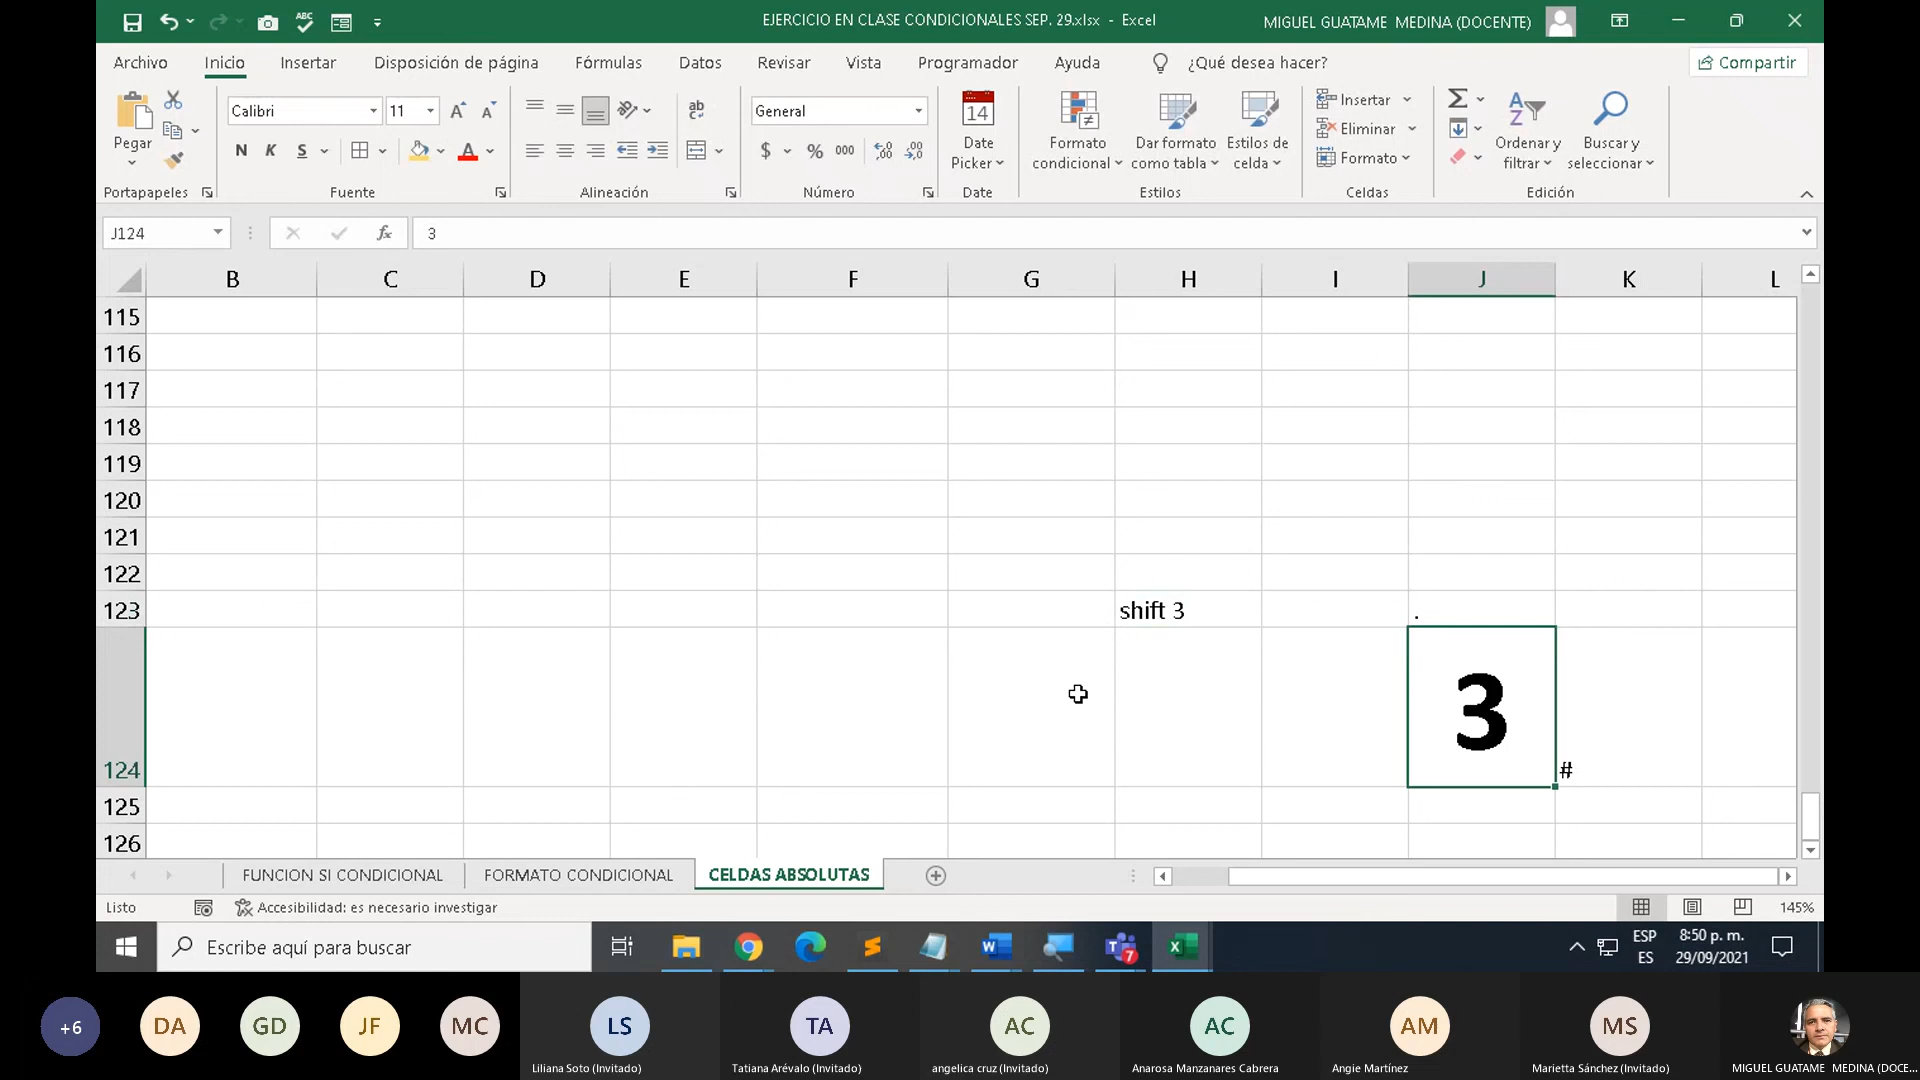 EJERCICIO EN CLASE CONDICIONALES SEP. 29.xlsx - Excel
MIGUEL GUATAME MEDINA (DOCENTE)
Archivo Inicio Insertar Disposición de página Fórmulas Datos Revisar Vista Programador Ayuda ¿Qué desea hacer? Compartir
Pegar
Portapapeles
Calibri 11
N K S
Fuente
Alineación
General
$ % 000
Número
Date Picker
Date
Formato condicional
Dar formato como tabla
Estilos de celda
Estilos
Insertar
Eliminar
Formato
Celdas
Ordenar y filtrar
Buscar y seleccionar
Edición
J124 fx 3
B C D E F G H I J K L
115
116
117
118
119
120
121
122
123 shift 3 .
124 3 #
125
126
FUNCION SI CONDICIONAL FORMATO CONDICIONAL CELDAS ABSOLUTAS
Listo Accesibilidad: es necesario investigar 145%
Escribe aquí para buscar
7
ESP
ES
8:50 p. m.
29/09/2021
+6 DA GD JF MC LS TA AC AC AM MS
Liliana Soto (Invitado) Tatiana Arévalo (Invitado) angelica cruz (Invitado) Anarosa Manzanares Cabrera Angie Martínez Marietta Sánchez (Invitado) MIGUEL GUATAME MEDINA (DOCE...